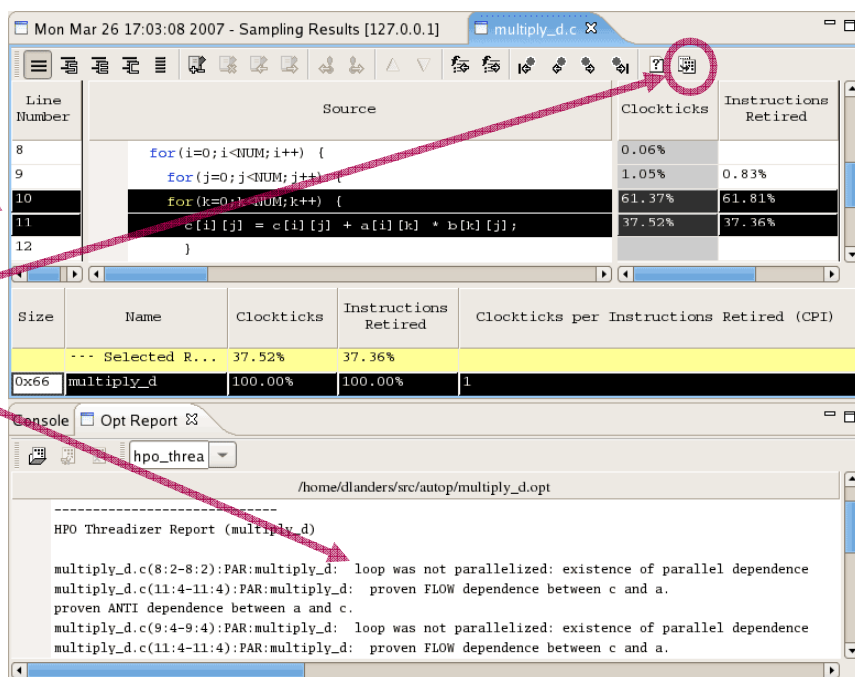 Mon Mar 26 17:03:08 2007 - Sampling Results [127.0.0.1] multiply_d.c
Line Number Source Clockticks Instructions Retired
8 for(i=0;i<NUM;i++) { 0.06%
9 for(j=0;j<NUM;j++) { 1.05% 0.83%
10 for(k=0;k<NUM;k++) { 61.37% 61.81%
11 c[i][j] = c[i][j] + a[i][k] * b[k][j]; 37.52% 37.36%
12 }
Size Name Clockticks Instructions Retired Clockticks per Instructions Retired (CPI)
--- Selected R... 37.52% 37.36%
0x66 multiply_d 100.00% 100.00% 1
Console Opt Report
hpo_threa
/home/dlanders/src/autop/multiply_d.opt
-----------------------------
HPO Threadizer Report (multiply_d)
multiply_d.c(8:2-8:2):PAR:multiply_d: loop was not parallelized: existence of parallel dependence
multiply_d.c(11:4-11:4):PAR:multiply_d: proven FLOW dependence between c and a.
proven ANTI dependence between a and c.
multiply_d.c(9:4-9:4):PAR:multiply_d: loop was not parallelized: existence of parallel dependence
multiply_d.c(11:4-11:4):PAR:multiply_d: proven FLOW dependence between c and a.